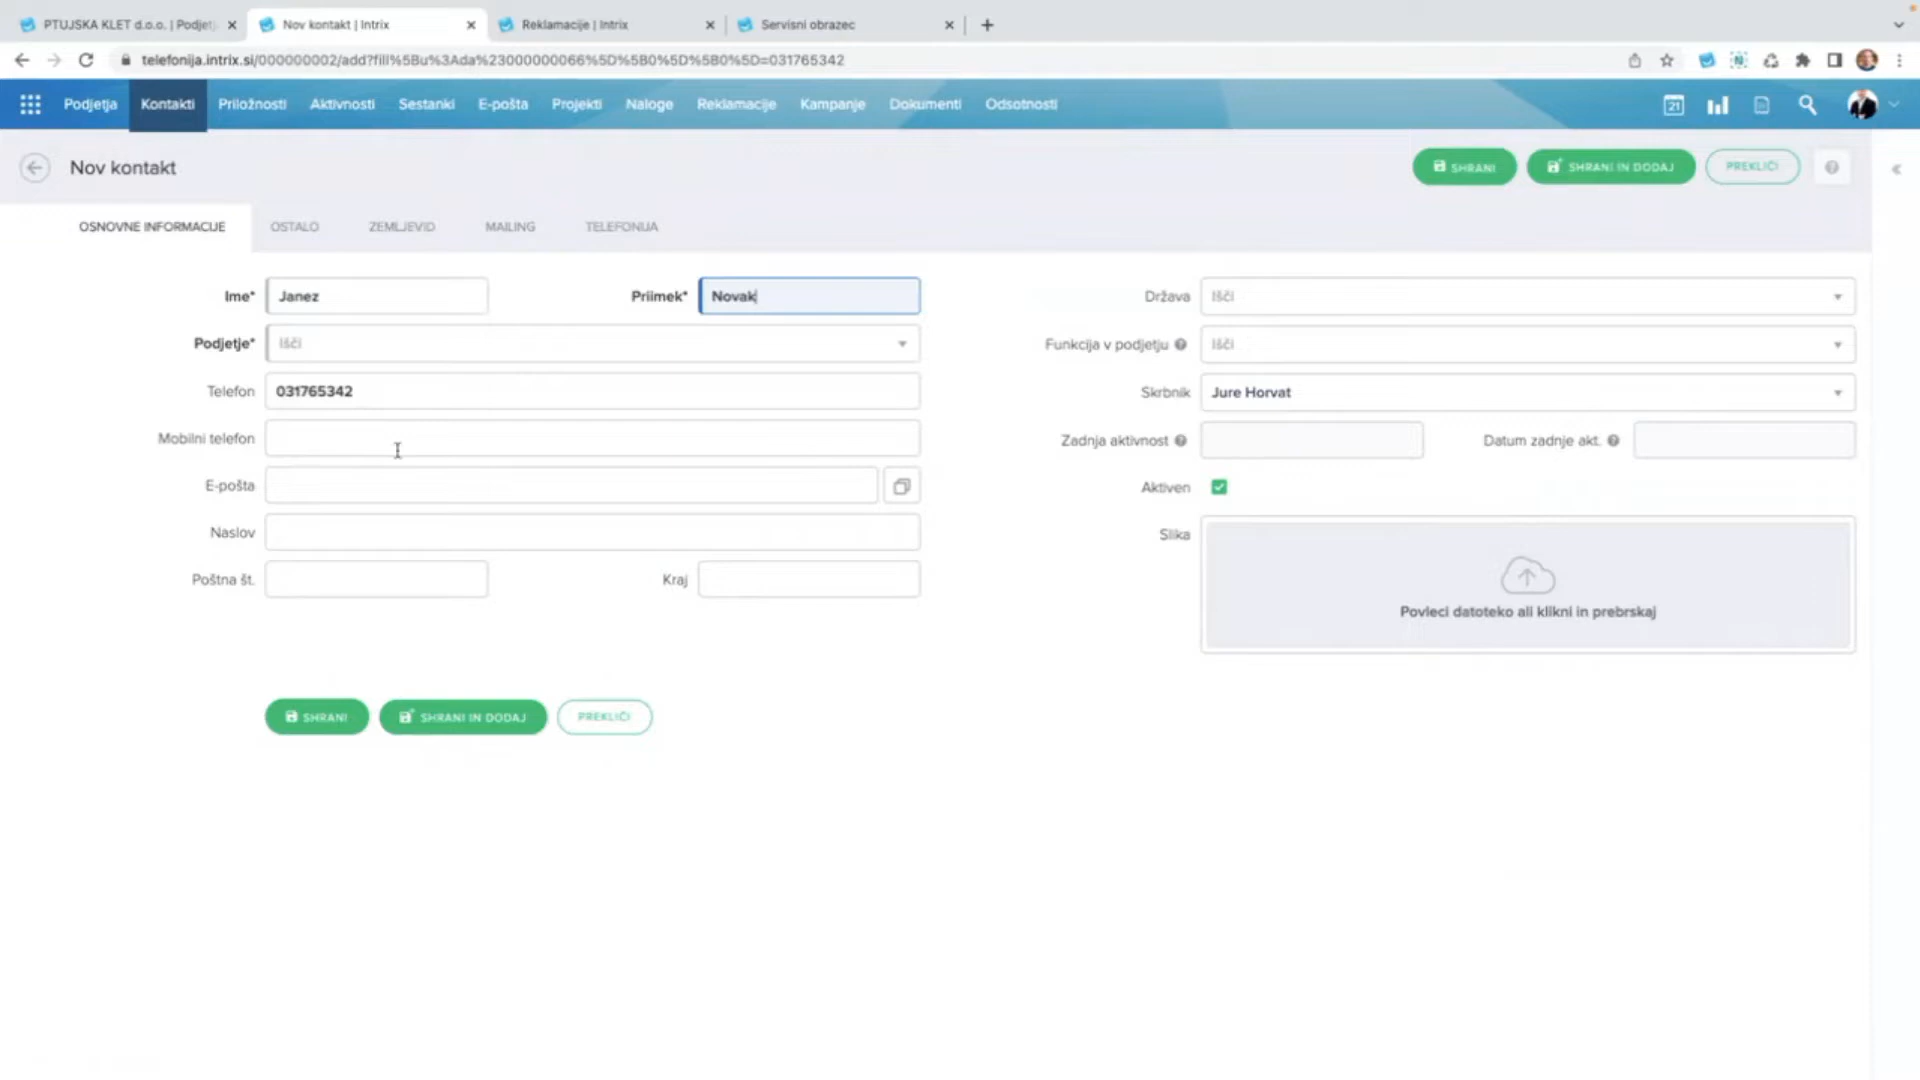 PTUJSKA KLET d.o.o. | Podjetj
Nov kontakt | Intrix
Reklamacije | Intrix
Servisni obrazec
telefonija.intrix.si/000000002/add?fill%5Bu%3Ada%23000000066%5D%5B0%5D%5B0%5D=031765342
Podjetja Kontakti Priložnosti Aktivnosti Sestanki E-pošta Projekti Naloge Reklamacije Kampanje Dokumenti Odsotnosti
21
Nov kontakt
SHRANI SHRANI IN DODAJ PREKLIČI
OSNOVNE INFORMACIJE OSTALO ZEMLJEVID MAILING TELEFONIJA
Ime* Janez Priimek* Novak
Država Išči
Podjetje* Išči
Funkcija v podjetju Išči
Telefon 031765342
Skrbnik Jure Horvat
Mobilni telefon
Zadnja aktivnost Datum zadnje akt.
E-pošta
Aktiven
Naslov
Slika
Poštna št. Kraj
Povleci datoteko ali klikni in prebrskaj
SHRANI SHRANI IN DODAJ PREKLIČI